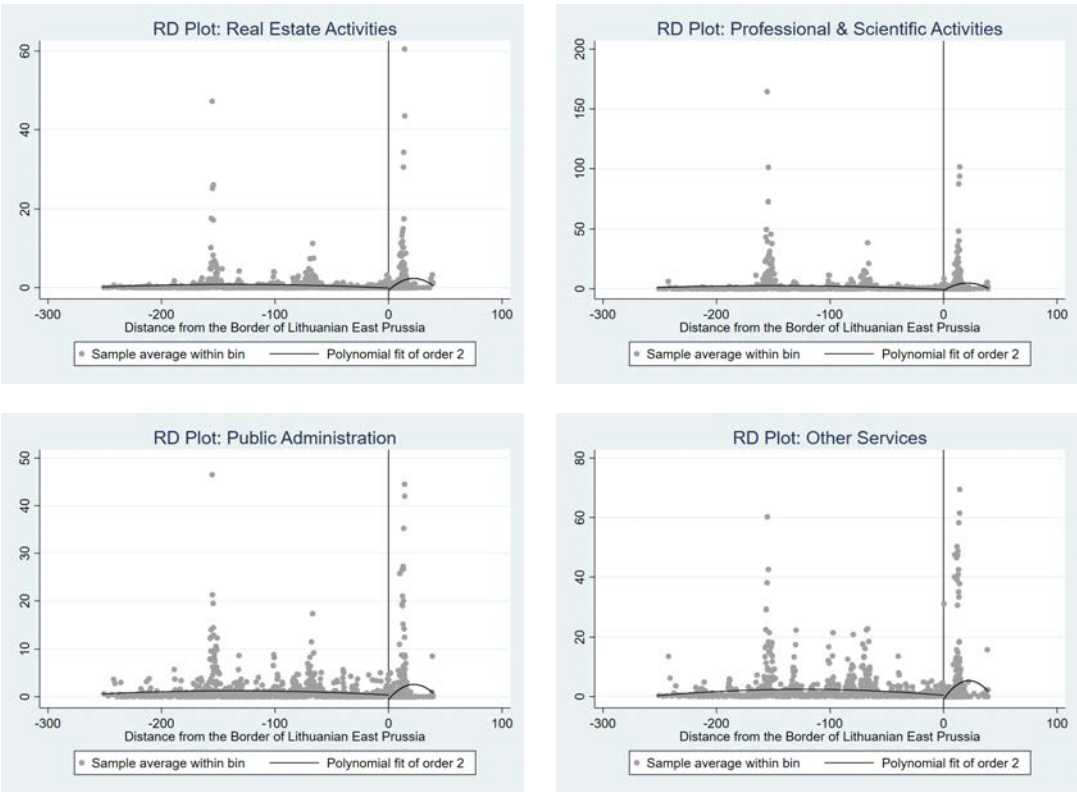 RD Plot: Real Estate Activities
60
40
20
0
-300 -200 -100 0 100
Distance from the Border of Lithuanian East Prussia
Sample average within bin Polynomial fit of order 2
RD Plot: Professional & Scientific Activities
200
150
100
50
0
-300 -200 -100 0 100
Distance from the Border of Lithuanian East Prussia
Sample average within bin Polynomial fit of order 2
RD Plot: Public Administration
50
40
30
20
10
0
-300 -200 -100 0 100
Distance from the Border of Lithuanian East Prussia
Sample average within bin Polynomial fit of order 2
RD Plot: Other Services
80
60
40
20
0
-300 -200 -100 0 100
Distance from the Border of Lithuanian East Prussia
Sample average within bin Polynomial fit of order 2